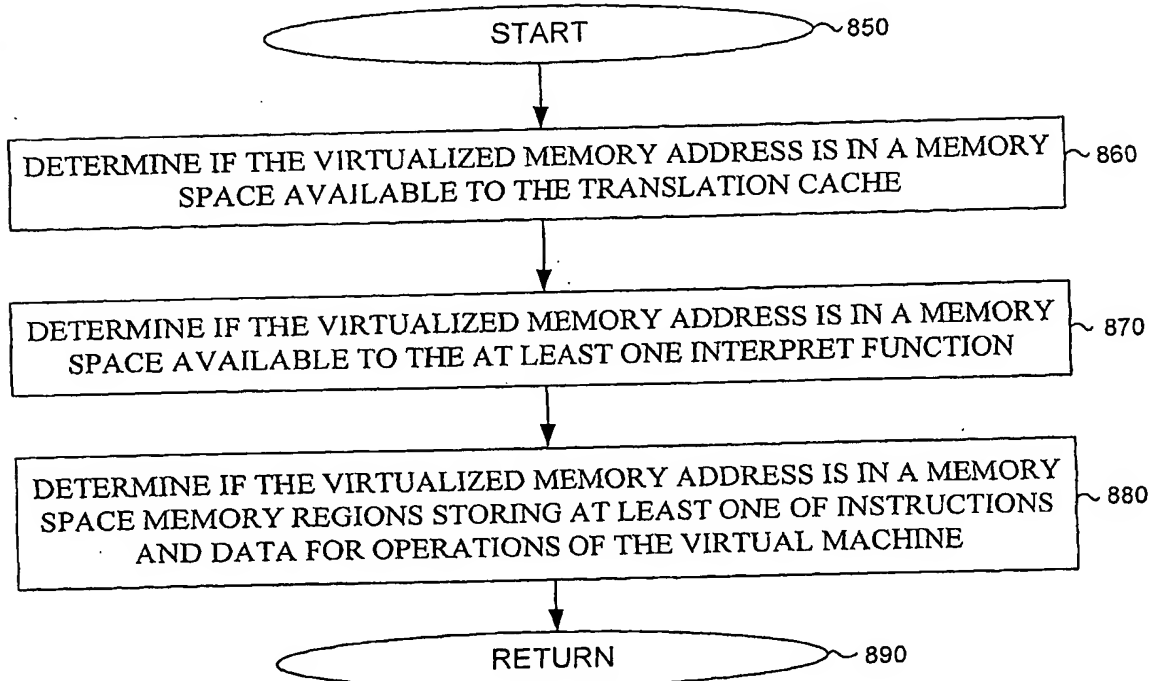 START
850
DETERMINE IF THE VIRTUALIZED MEMORY ADDRESS IS IN A MEMORY
SPACE AVAILABLE TO THE TRANSLATION CACHE
860
DETERMINE IF THE VIRTUALIZED MEMORY ADDRESS IS IN A MEMORY
SPACE AVAILABLE TO THE AT LEAST ONE INTERPRET FUNCTION
870
DETERMINE IF THE VIRTUALIZED MEMORY ADDRESS IS IN A MEMORY
SPACE MEMORY REGIONS STORING AT LEAST ONE OF INSTRUCTIONS
AND DATA FOR OPERATIONS OF THE VIRTUAL MACHINE
880
RETURN
890